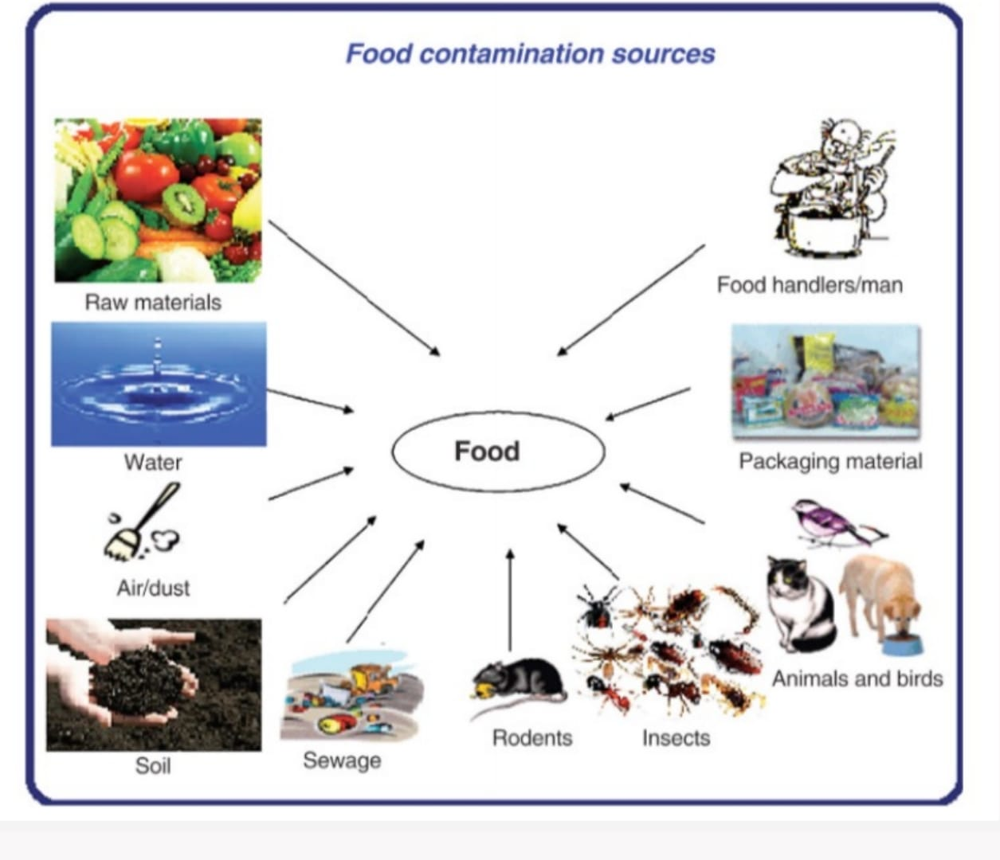 Food contamination sources
Raw materials
Food handlers/man
Water
Food
Packaging material
Air/dust
Animals and birds
Soil
Sewage
Rodents
Insects